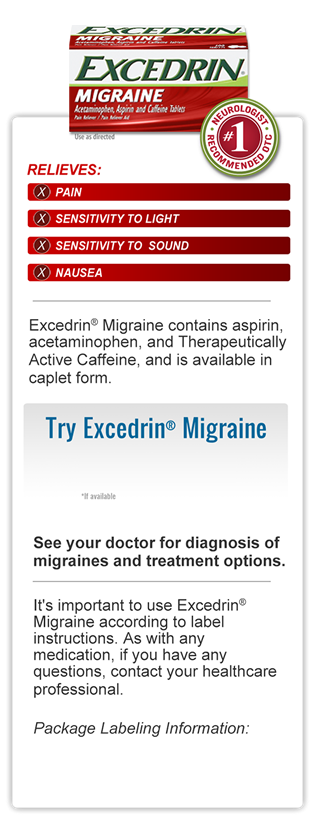 EXCEDRIN®
MIGRAINE
Acetaminophen, Aspirin and Caffeine Tablets
Pain Reliever / Pain Reliever Aid
Use as directed
NEUROLOGIST
#1
RECOMMENDED OTC
RELIEVES:
X PAIN
X SENSITIVITY TO LIGHT
X SENSITIVITY TO SOUND
X NAUSEA
Excedrin® Migraine contains aspirin,
acetaminophen, and Therapeutically
Active Caffeine, and is available in
caplet form.
Try Excedrin® Migraine
*If available
See your doctor for diagnosis of
migraines and treatment options.
It's important to use Excedrin®
Migraine according to label
instructions. As with any
medication, if you have any
questions, contact your healthcare
professional.
Package Labeling Information: